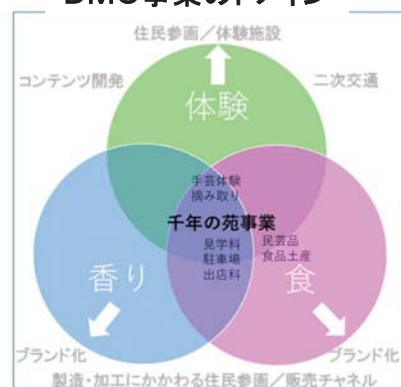 DMO事業のドメイン
住民参画／体験施設
コンテンツ開発
二次交通
体験
手芸体験
摘み取り
千年の苑事業
見学料
駐車場
出店料
民芸品
食品土産
香り
食
ブランド化
ブランド化
製造・加工にかかわる住民参画／販売チャネル